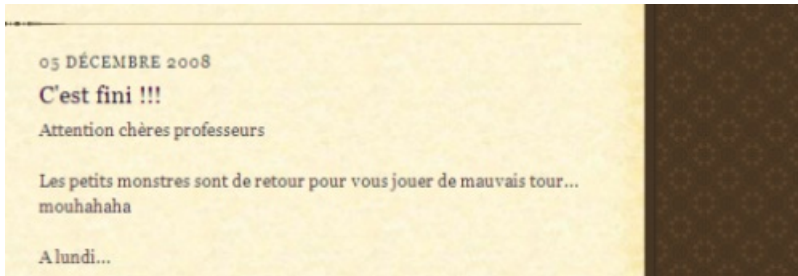 05 DÉCEMBRE 2008
C'est fini !!!
Attention chères professeurs
Les petits monstres sont de retour pour vous jouer de mauvais tour...
mouhahaha
A lundi...